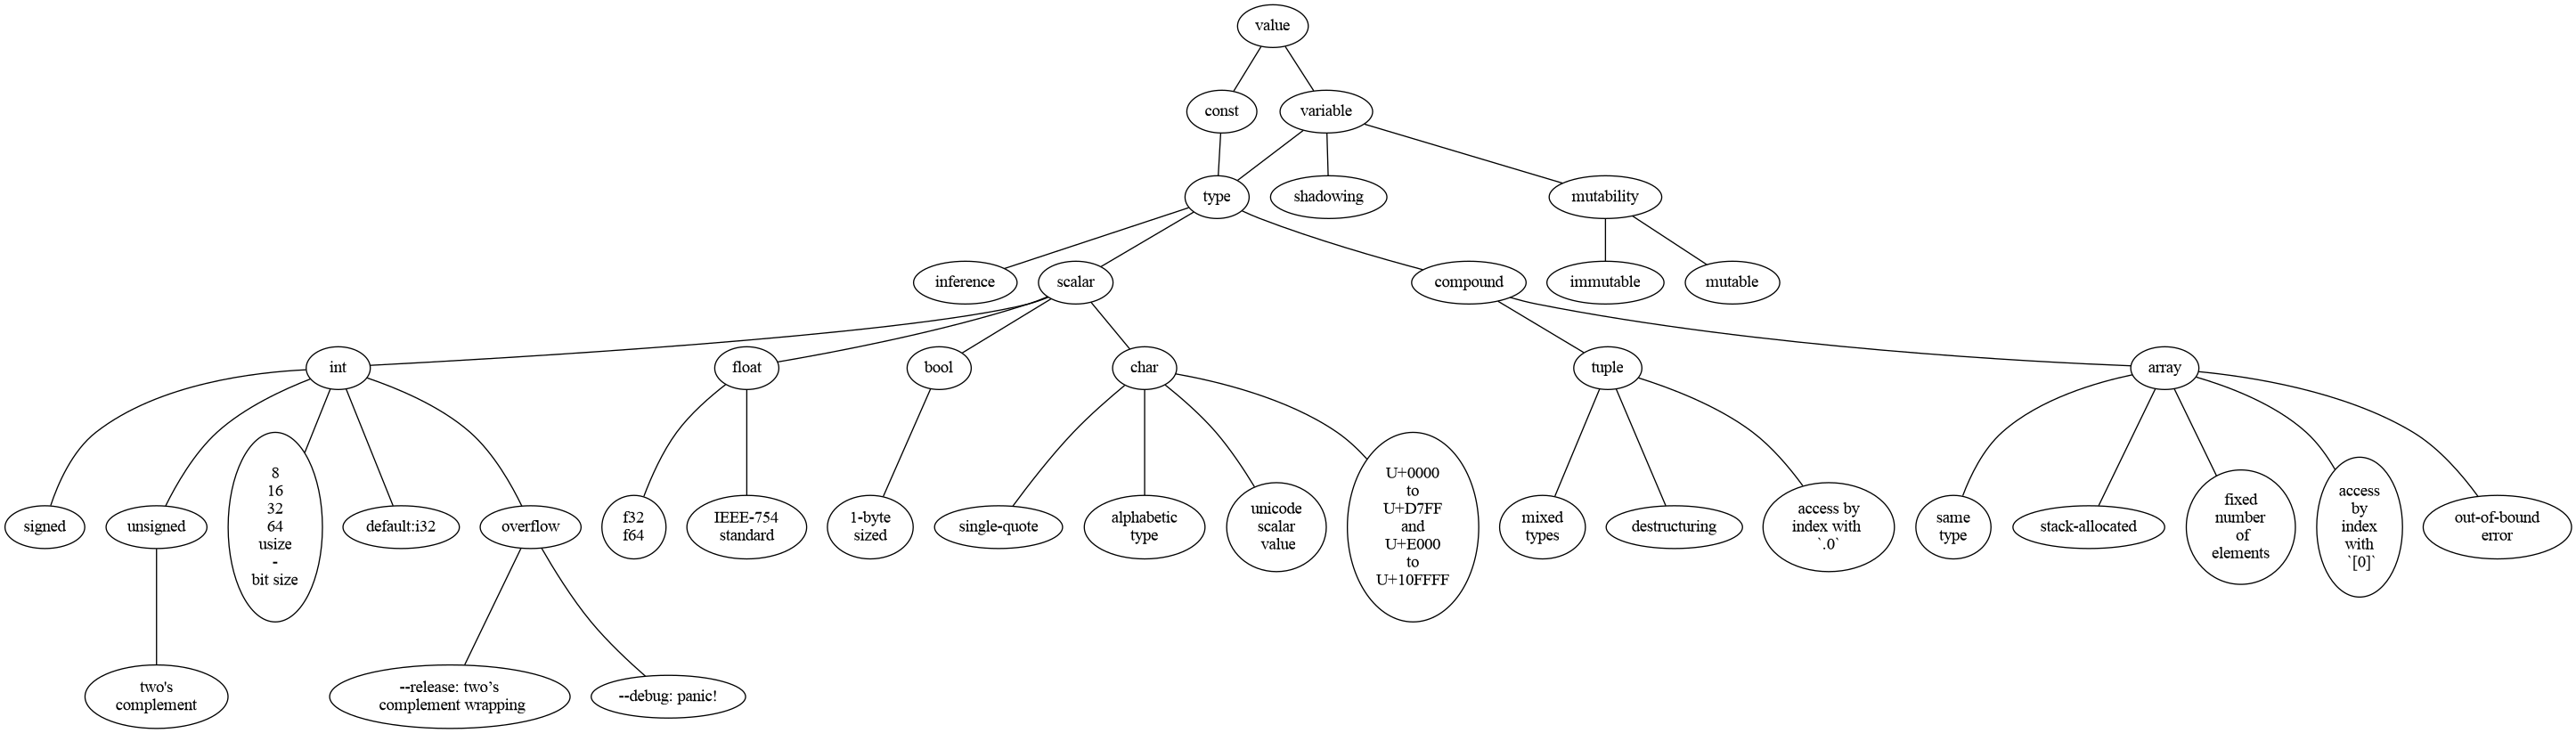 value
const
variable
type
shadowing
mutability
inference
scalar
compound
immutable
mutable
int
float
bool
char
tuple
array
signed
unsigned
8
16
32
64
usize
-
bit size
default:i32
overflow
f32
f64
IEEE-754
standard
1-byte
sized
single-quote
alphabetic
type
unicode
scalar
value
U+0000
to
U+D7FF
and
U+E000
to
U+10FFFF
mixed
types
destructuring
access by
index with
`.0`
same
type
stack-allocated
fixed
number
of
elements
access
by
index
with
`[0]`
out-of-bound
error
two's
complement
--release: two’s
complement wrapping
--debug: panic!